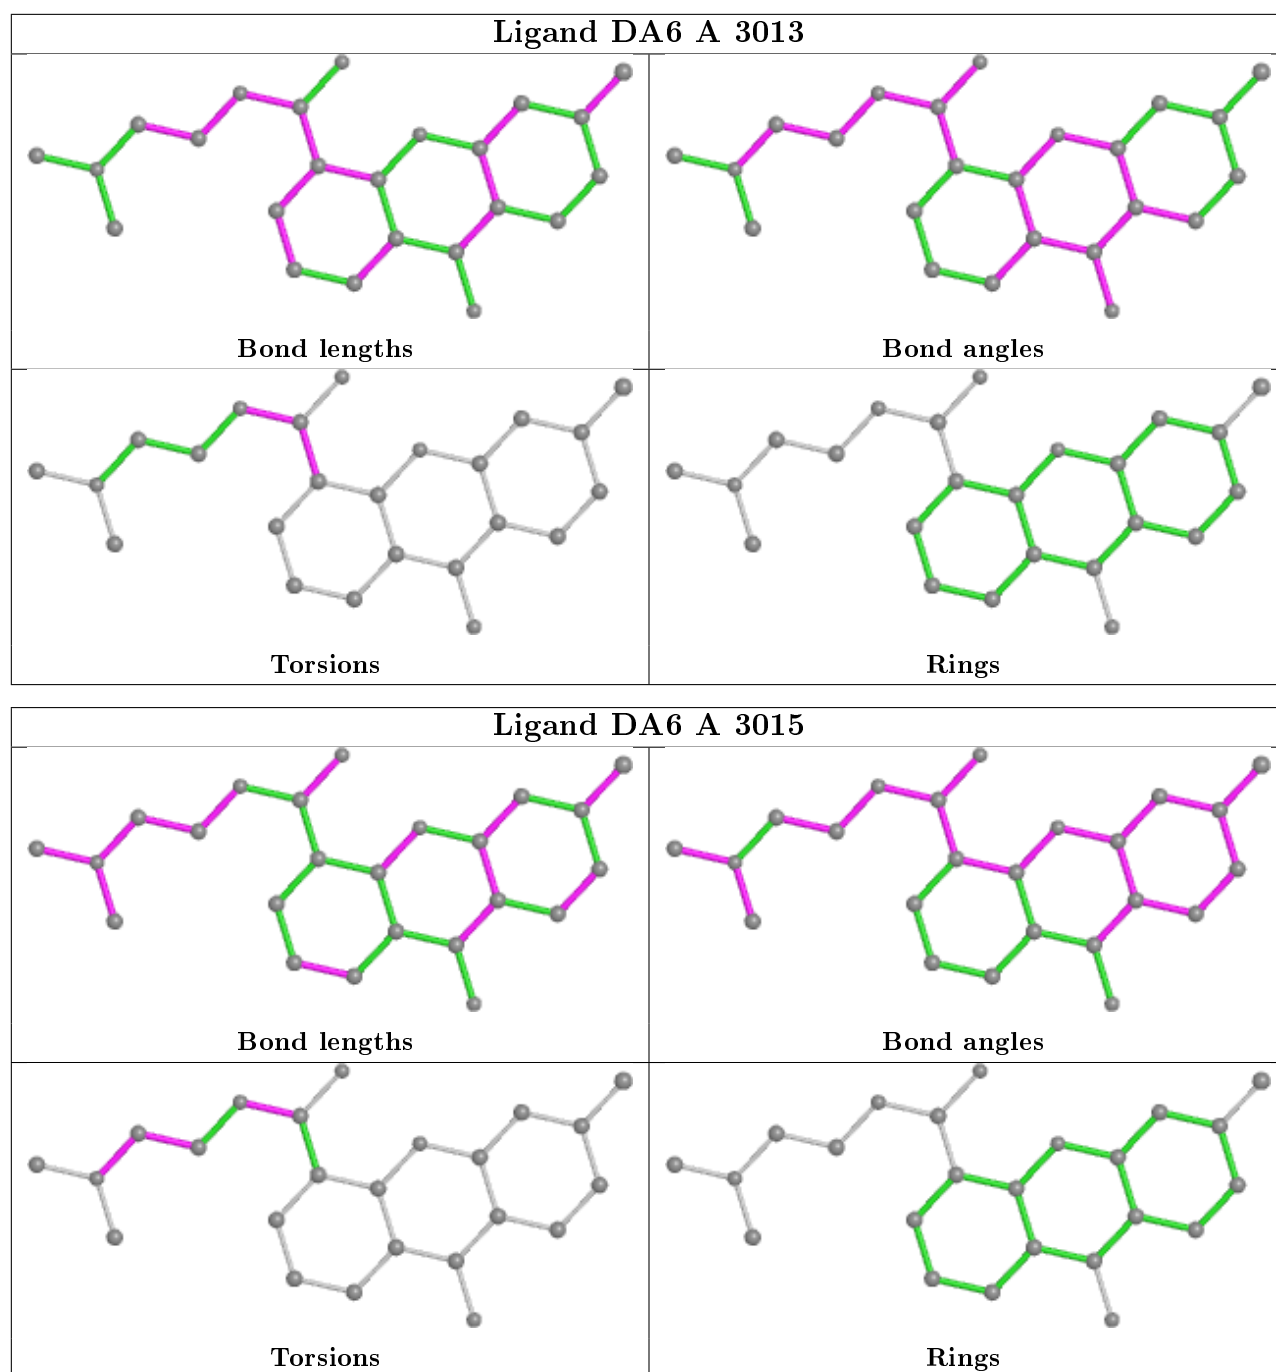 Ligand DA6 A 3013
Bond lengths
Bond angles
Torsions
Rings
Ligand DA6 A 3015
Bond lengths
Bond angles
Torsions
Rings